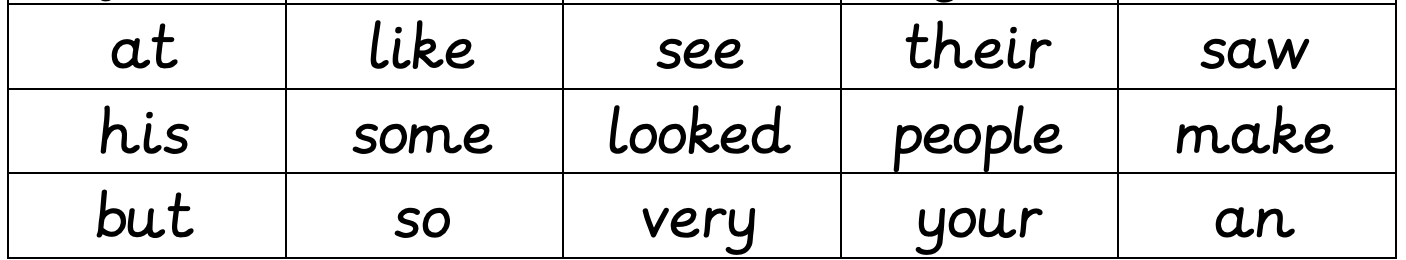 at like see their saw
his some looked people make
but so very your an